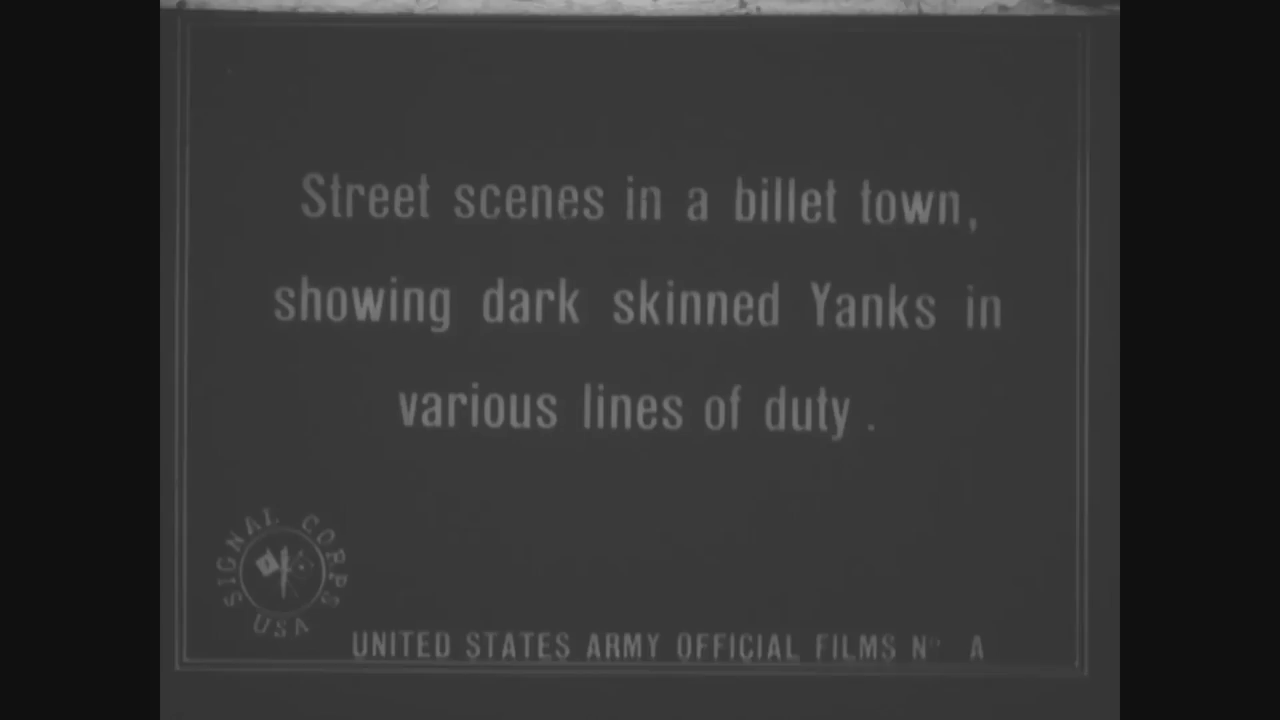 Street scenes in a billet town,
showing dark skinned Yanks in
various lines of duty .
SIGNAL CORPS
USA
UNITED STATES ARMY OFFICIAL FILMS Nº A